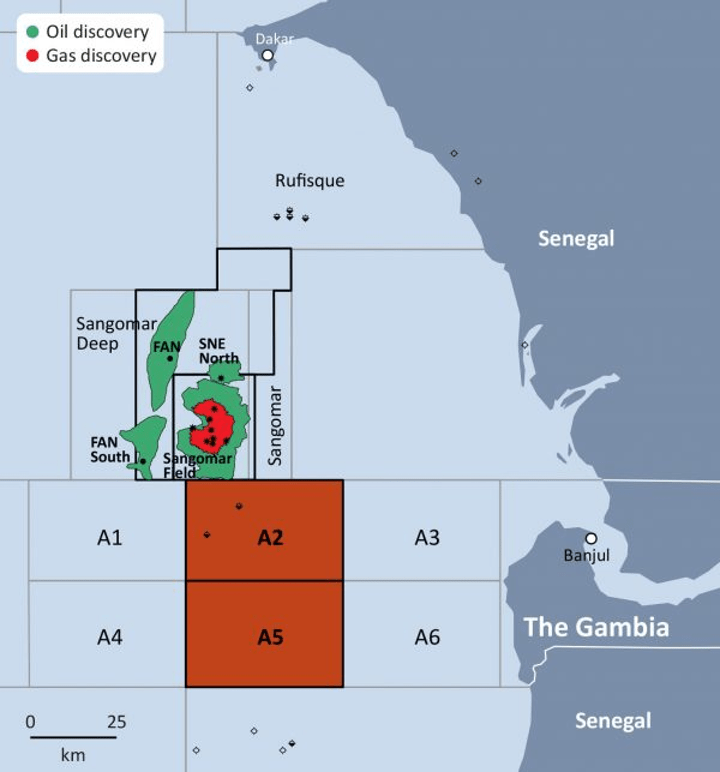 Oil discovery
Gas discovery
Dakar
Rufisque
Senegal
Sangomar
Deep
FAN
SNE
North
Sangomar
FAN
South
Sangomar
Field
A1
A2
A3
Banjul
A4
A5
A6
The Gambia
0 25
km
Senegal